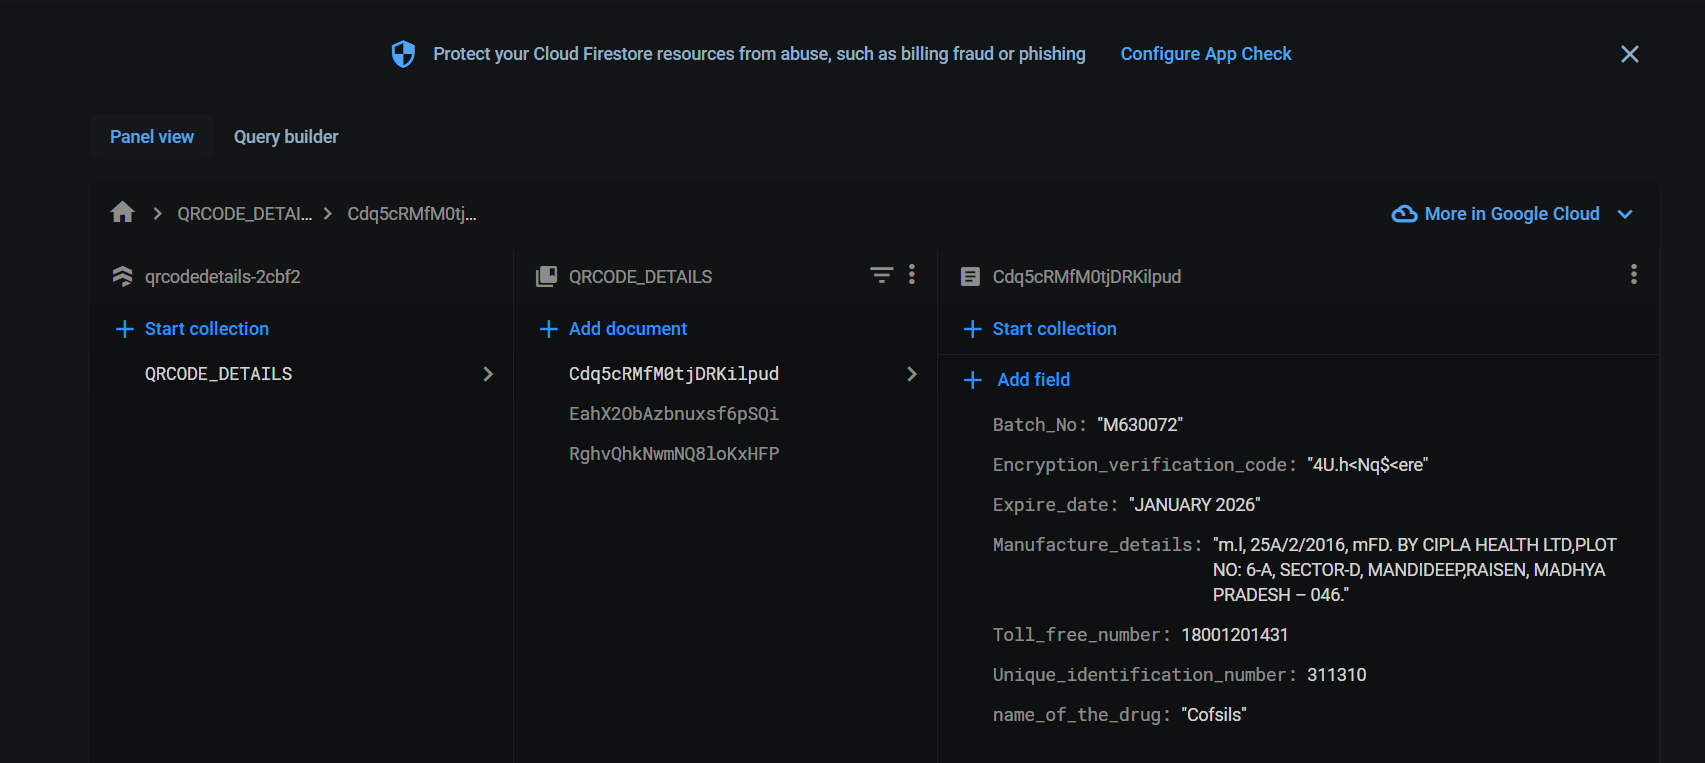 Protect your Cloud Firestore resources from abuse, such as billing fraud or phishing Configure App Check
Panel view Query builder
QRCODE_DETAI... Cdq5cRMfM0tj... More in Google Cloud
qrcodedetails-2cbf2
Start collection
QRCODE_DETAILS
QRCODE_DETAILS
Add document
Cdq5cRMfM0tjDRKilpud
EahX2ObAzbnuxsf6pSQi
RghvQhkNwmNQ8loKxHFP
Cdq5cRMfM0tjDRKilpud
Start collection
Add field
Batch_No: "M630072"
Encryption_verification_code: "4U.h<Nq$<ere"
Expire_date: "JANUARY 2026"
Manufacture_details: "m.l, 25A/2/2016, mFD. BY CIPLA HEALTH LTD,PLOT
NO: 6-A, SECTOR-D, MANDIDEEP,RAISEN, MADHYA
PRADESH – 046."
Toll_free_number: 18001201431
Unique_identification_number: 311310
name_of_the_drug: "Cofsils"